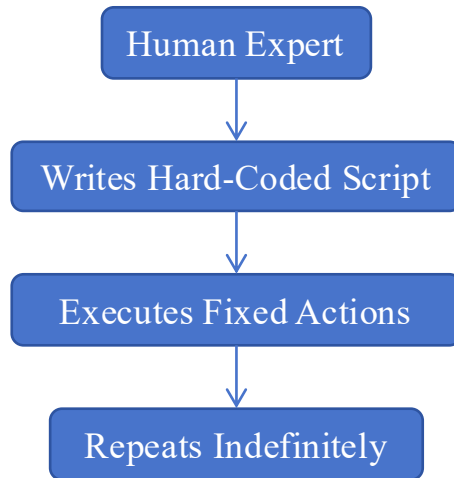 Human Expert
Writes Hard-Coded Script
Executes Fixed Actions
Repeats Indefinitely